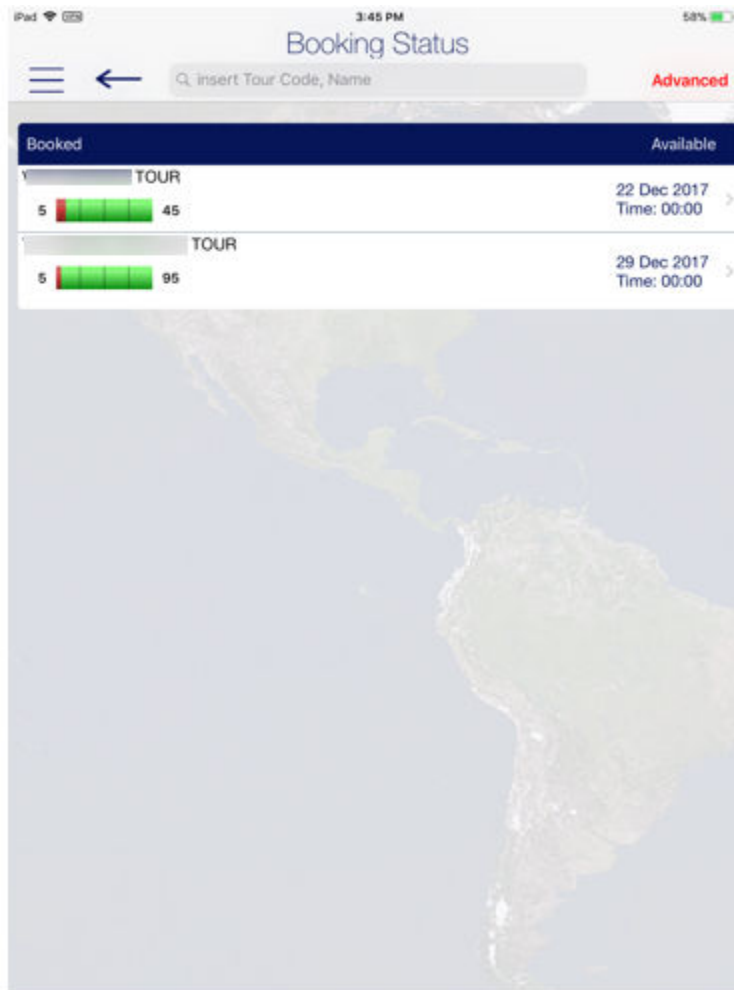 iPad VPN 3:45 PM 58%
Booking Status
insert Tour Code, Name Advanced
Booked Available
TOUR
5 45 22 Dec 2017
Time: 00:00
TOUR
5 95 29 Dec 2017
Time: 00:00